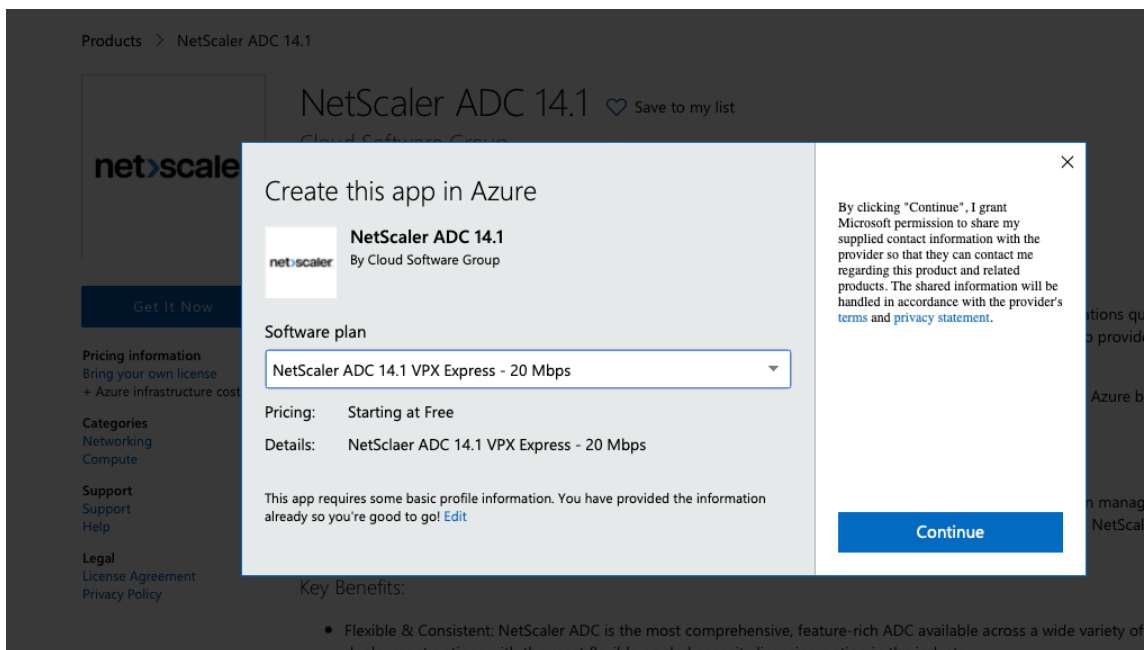 Products > NetScaler ADC 14.1
NetScaler ADC 14.1 Save to my list
Cloud Software Group
net>scale
Get It Now
Pricing information
Bring your own license
+ Azure infrastructure cost
Categories
Networking
Compute
Support
Support
Help
Legal
License Agreement
Privacy Policy
Create this app in Azure
net>scaler
NetScaler ADC 14.1
By Cloud Software Group
Software plan
NetScaler ADC 14.1 VPX Express - 20 Mbps
Pricing: Starting at Free
Details: NetSclaer ADC 14.1 VPX Express - 20 Mbps
This app requires some basic profile information. You have provided the information
already so you're good to go! Edit
By clicking "Continue", I grant
Microsoft permission to share my
supplied contact information with the
provider so that they can contact me
regarding this product and related
products. The shared information will be
handled in accordance with the provider's
terms and privacy statement.
Continue
Azure b
NetScal
Key Benefits:
• Flexible & Consistent: NetScaler ADC is the most comprehensive, feature-rich ADC available across a wide variety of